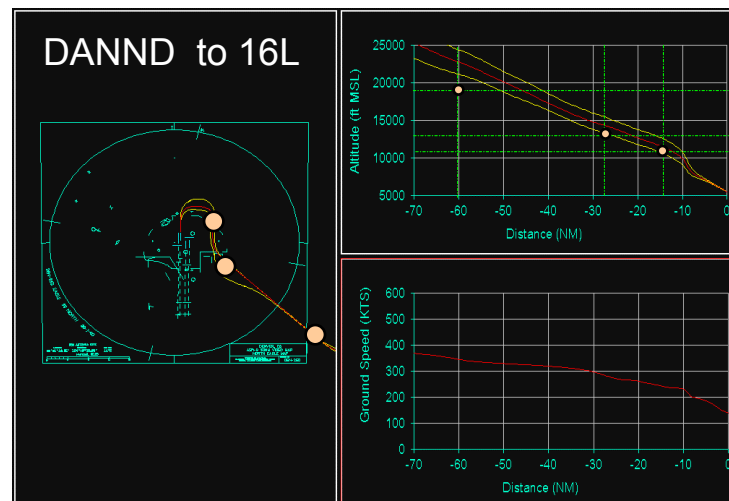 DANND to 16L
25000
20000
15000
10000
5000
Altitude (ft MSL)
-70 -60 -50 -40 -30 -20 -10 0
Distance (NM)
600
500
400
300
200
100
0
Ground Speed (KTS)
-70 -60 -50 -40 -30 -20 -10 0
Distance (NM)